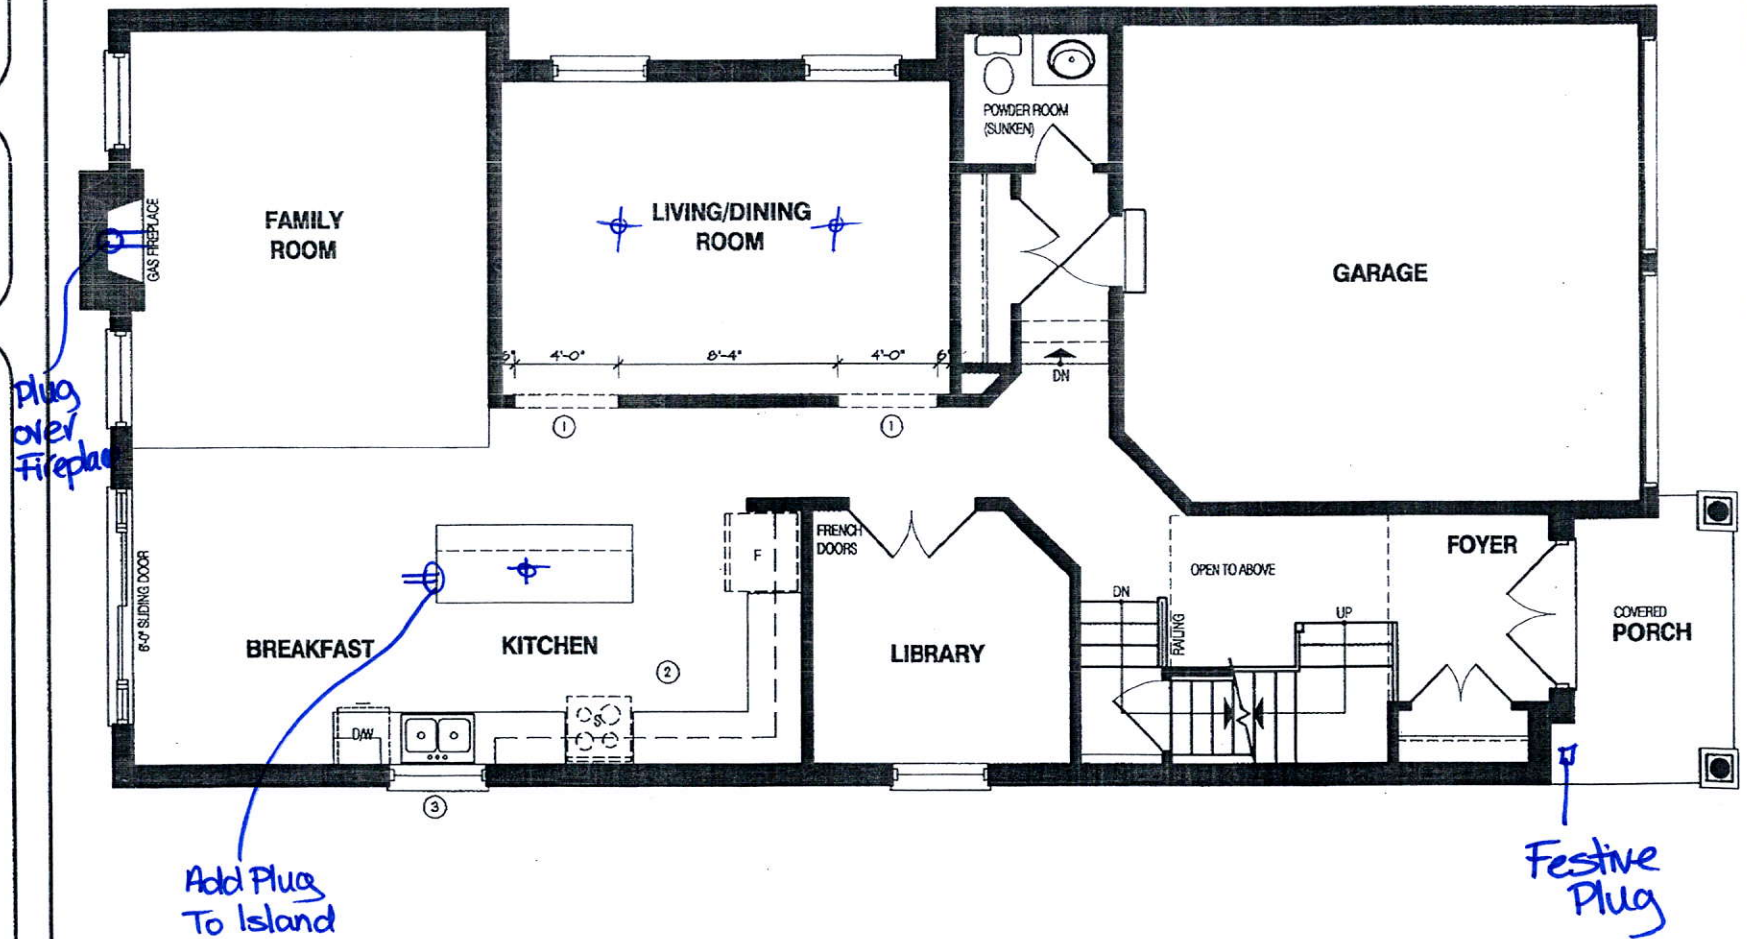 POWDER ROOM
(SUNKEN)
FAMILY
ROOM
GAS FIREPLACE
LIVING/DINING
ROOM
GARAGE
5"
4'-0"
8'-4"
4'-0"
6"
DN
1
1
Plug
over
Fireplace
FRENCH
DOORS
F
FOYER
OPEN TO ABOVE
6'-0" SLIDING DOOR
DN
RAILING
UP
COVERED
PORCH
BREAKFAST
KITCHEN
LIBRARY
2
D/W
S
3
Add Plug
To Island
Festive
Plug